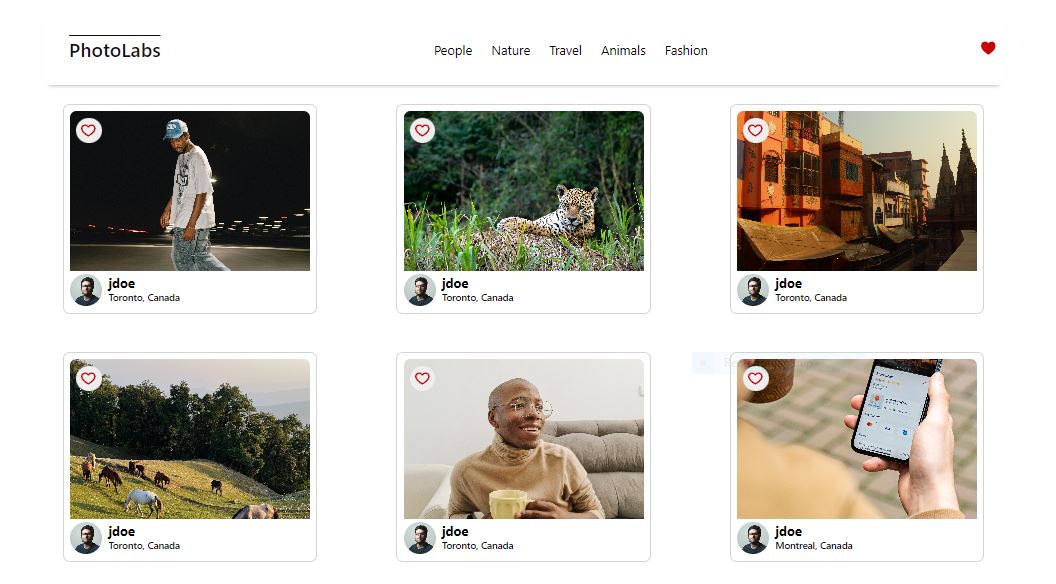 PhotoLabs
People Nature Travel Animals Fashion
jdoe
Toronto, Canada
jdoe
Toronto, Canada
jdoe
Toronto, Canada
jdoe
Toronto, Canada
jdoe
Toronto, Canada
jdoe
Montreal, Canada